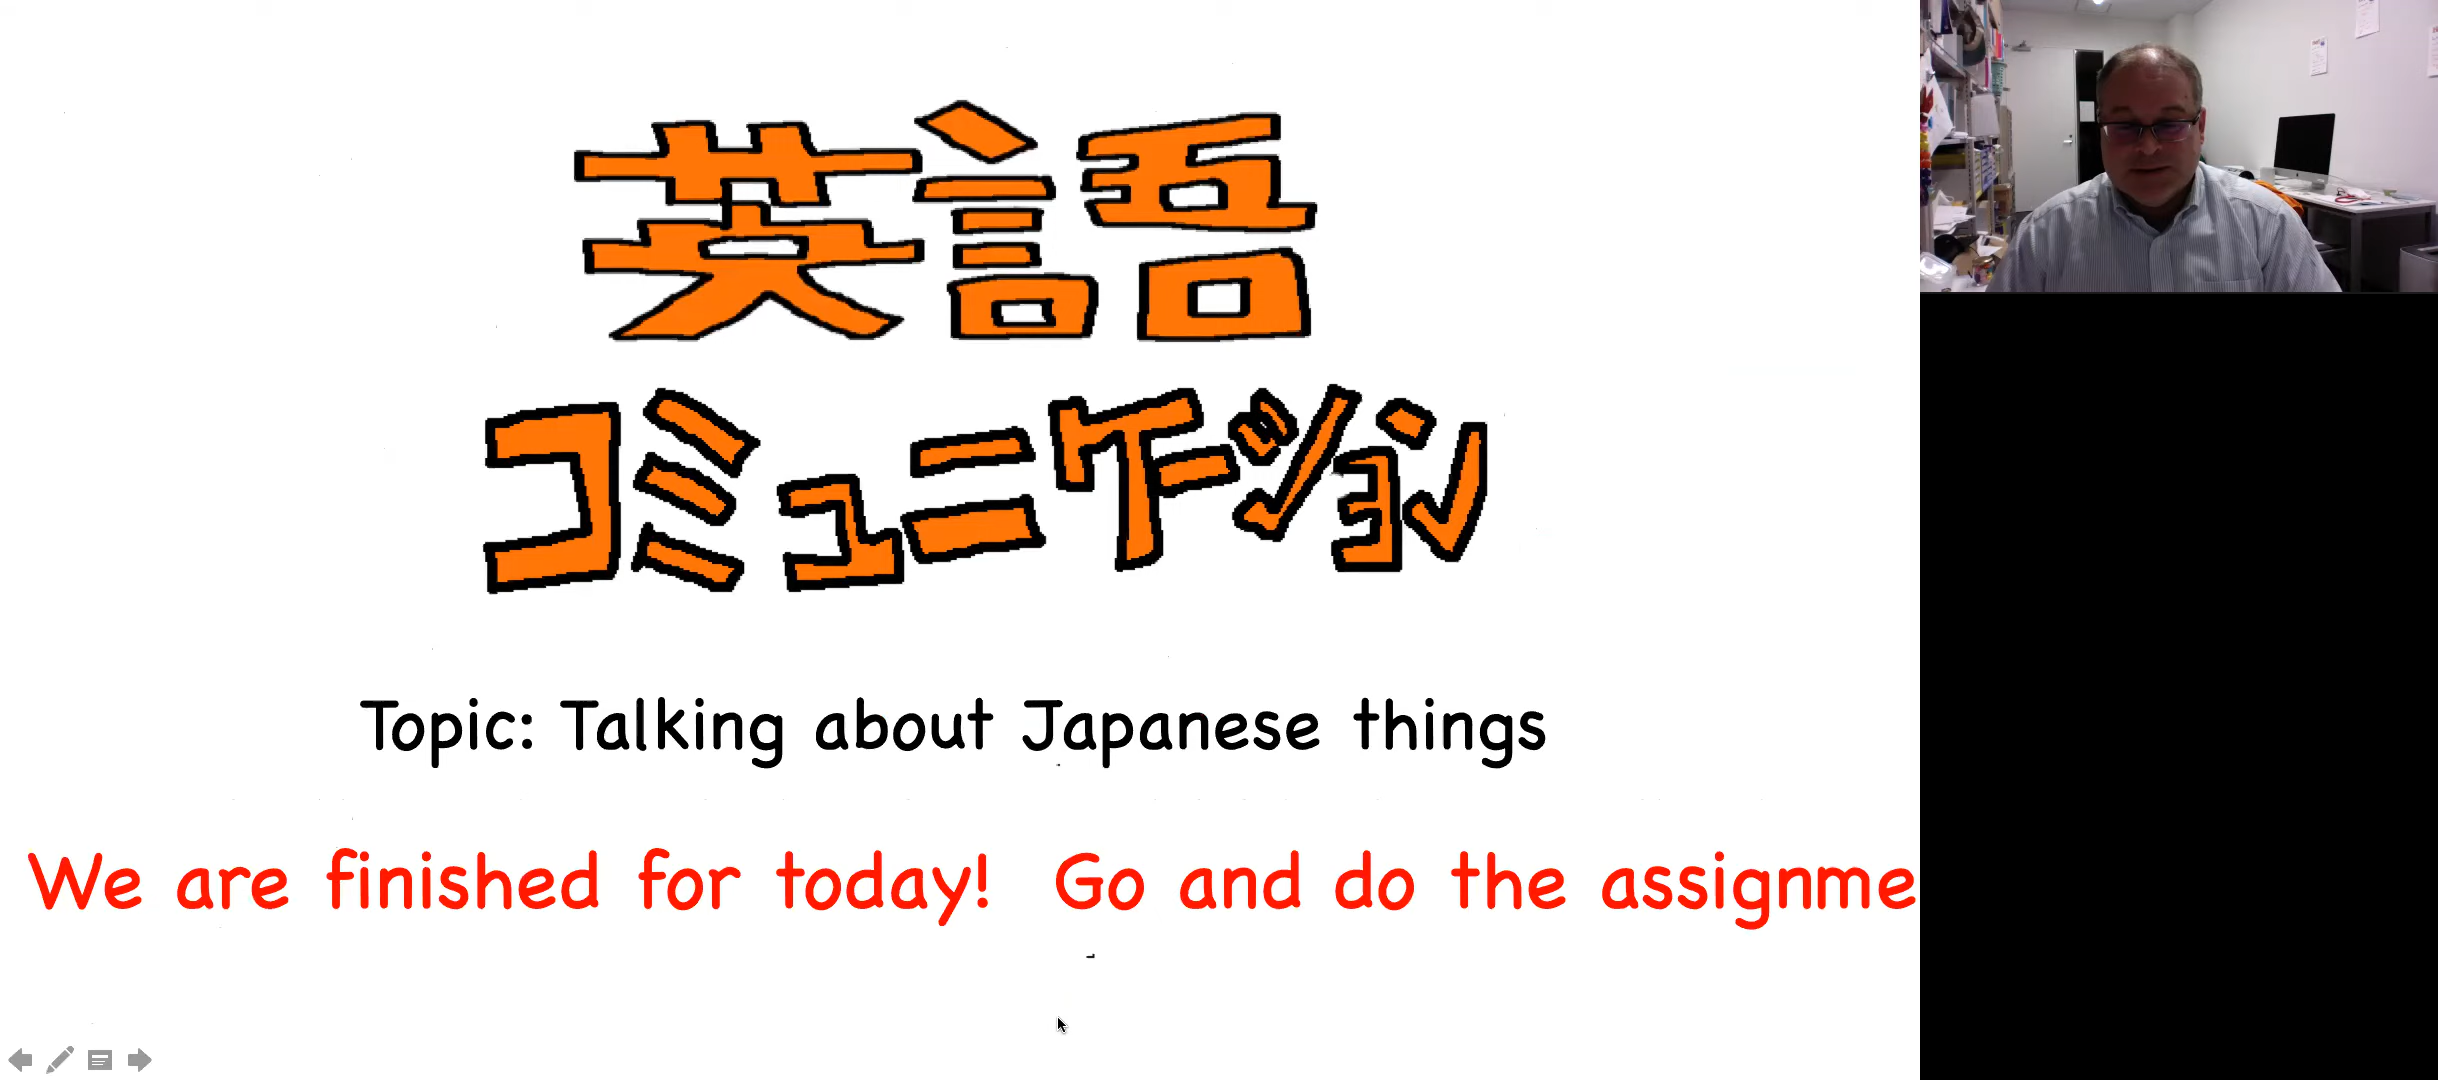 英語
コミュニケーション
Topic: Talking about Japanese things
We are finished for today! Go and do the assignme